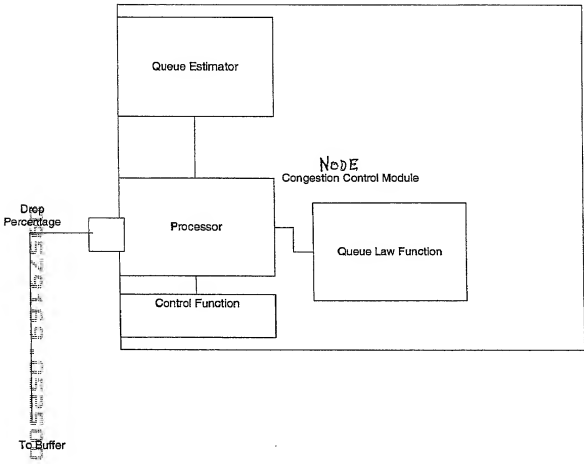 Queue Estimator
NODE
Congestion Control Module
Drop
Percentage
Processor
Queue Law Function
Control Function
To Buffer